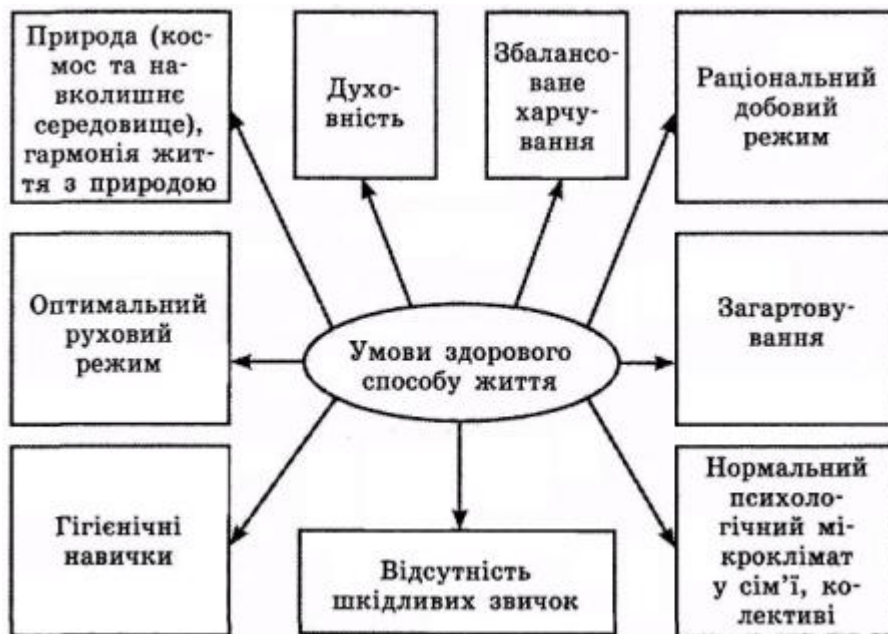 Природа (кос-
мос та на-
вколишнє
середовище),
гармонія жит-
тя з природою
Духо-
вність
Збалансо-
ване
харчу-
вання
Раціональний
добовий
режим
Оптимальний
руховий
режим
Умови здорового
способу життя
Загартову-
вання
Гігієнічні
навички
Відсутність
шкідливих звичок
Нормальний
психоло-
гічний мі-
кроклімат
у сім’ї, ко-
лективі